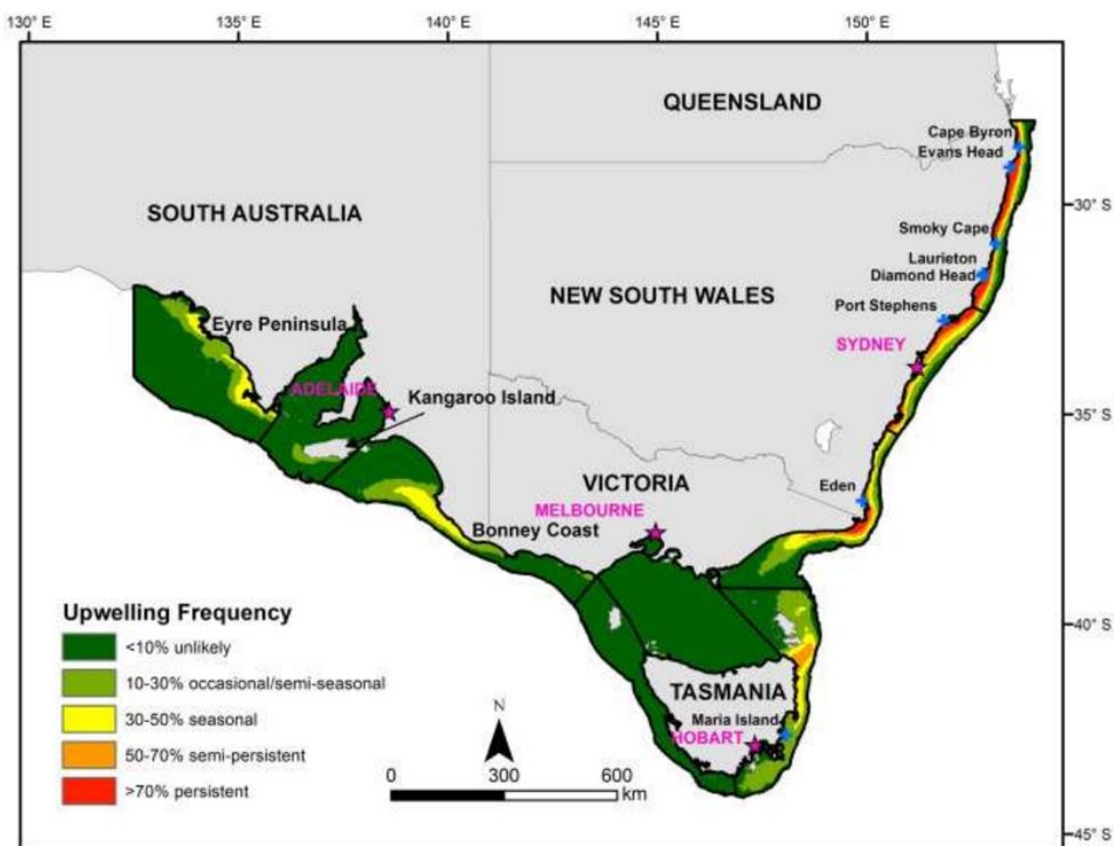 130° E
135° E
140° E
145° E
150° E
QUEENSLAND
Cape Byron
Evans Head
30° S
SOUTH AUSTRALIA
Smoky Cape
Laurieton
Diamond Head
NEW SOUTH WALES
Port Stephens
Eyre Peninsula
SYDNEY
ADELAIDE
Kangaroo Island
35° S
VICTORIA
Eden
MELBOURNE
Bonney Coast
Upwelling Frequency
<10% unlikely
10-30% occasional/semi-seasonal
30-50% seasonal
50-70% semi-persistent
>70% persistent
40° S
TASMANIA
Maria Island
HOBART
N
0 300 600
km
45° S